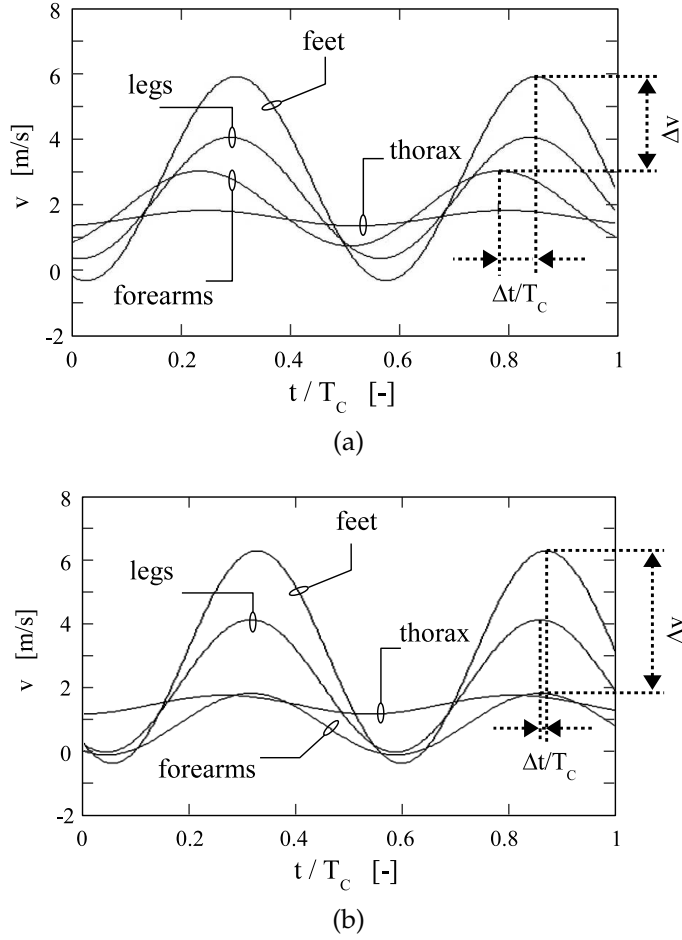 8
6
4
2
0
-2
v [m/s]
legs
feet
thorax
forearms
Δv
Δt/T_C
0 0.2 0.4 0.6 0.8 1
t / T_C [-]
(a)
8
6
4
2
0
-2
v [m/s]
feet
legs
thorax
forearms
Δv
Δt/T_C
0 0.2 0.4 0.6 0.8 1
t / T_C [-]
(b)